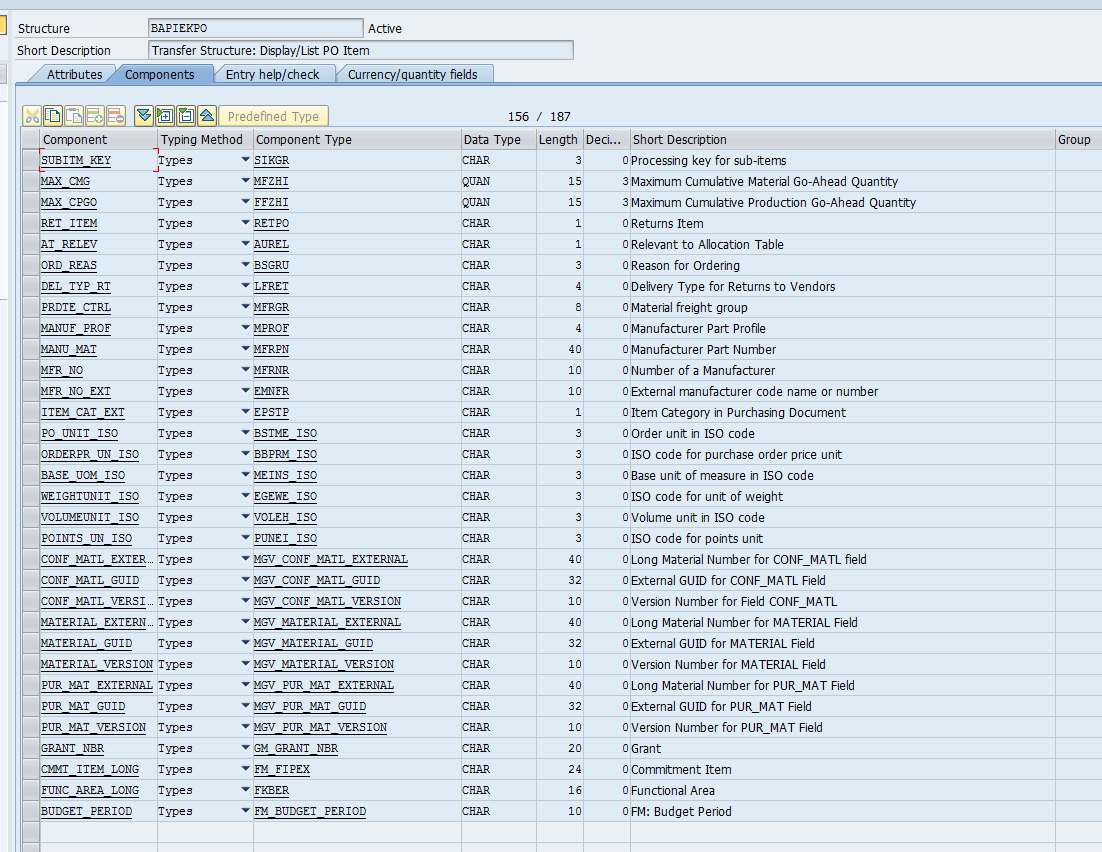 Structure BAPIEKPO Active
Short Description Transfer Structure: Display/List PO Item
Attributes Components Entry help/check Currency/quantity fields
Predefined Type 156 / 187
Component Typing Method Component Type Data Type Length Deci... Short Description Group
SUBITM_KEY Types SIKGR CHAR 3 0 Processing key for sub-items
MAX_CMG Types MFZHI QUAN 15 3 Maximum Cumulative Material Go-Ahead Quantity
MAX_CPGO Types FFZHI QUAN 15 3 Maximum Cumulative Production Go-Ahead Quantity
RET_ITEM Types RETPO CHAR 1 0 Returns Item
AT_RELEV Types AUREL CHAR 1 0 Relevant to Allocation Table
ORD_REAS Types BSGRU CHAR 3 0 Reason for Ordering
DEL_TYP_RT Types LFRET CHAR 4 0 Delivery Type for Returns to Vendors
PRDTE_CTRL Types MFRGR CHAR 8 0 Material freight group
MANUF_PROF Types MPROF CHAR 4 0 Manufacturer Part Profile
MANU_MAT Types MFRPN CHAR 40 0 Manufacturer Part Number
MFR_NO Types MFRNR CHAR 10 0 Number of a Manufacturer
MFR_NO_EXT Types EMNFR CHAR 10 0 External manufacturer code name or number
ITEM_CAT_EXT Types EPSTP CHAR 1 0 Item Category in Purchasing Document
PO_UNIT_ISO Types BSTME_ISO CHAR 3 0 Order unit in ISO code
ORDERPR_UN_ISO Types BBPRM_ISO CHAR 3 0 ISO code for purchase order price unit
BASE_UOM_ISO Types MEINS_ISO CHAR 3 0 Base unit of measure in ISO code
WEIGHTUNIT_ISO Types EGEWE_ISO CHAR 3 0 ISO code for unit of weight
VOLUMEUNIT_ISO Types VOLEH_ISO CHAR 3 0 Volume unit in ISO code
POINTS_UN_ISO Types PUNEI_ISO CHAR 3 0 ISO code for points unit
CONF_MATL_EXTER... Types MGV_CONF_MATL_EXTERNAL CHAR 40 0 Long Material Number for CONF_MATL field
CONF_MATL_GUID Types MGV_CONF_MATL_GUID CHAR 32 0 External GUID for CONF_MATL Field
CONF_MATL_VERSI... Types MGV_CONF_MATL_VERSION CHAR 10 0 Version Number for Field CONF_MATL
MATERIAL_EXTERN... Types MGV_MATERIAL_EXTERNAL CHAR 40 0 Long Material Number for MATERIAL Field
MATERIAL_GUID Types MGV_MATERIAL_GUID CHAR 32 0 External GUID for MATERIAL Field
MATERIAL_VERSION Types MGV_MATERIAL_VERSION CHAR 10 0 Version Number for MATERIAL Field
PUR_MAT_EXTERNAL Types MGV_PUR_MAT_EXTERNAL CHAR 40 0 Long Material Number for PUR_MAT Field
PUR_MAT_GUID Types MGV_PUR_MAT_GUID CHAR 32 0 External GUID for PUR_MAT Field
PUR_MAT_VERSION Types MGV_PUR_MAT_VERSION CHAR 10 0 Version Number for PUR_MAT Field
GRANT_NBR Types GM_GRANT_NBR CHAR 20 0 Grant
CMMT_ITEM_LONG Types FM_FIPEX CHAR 24 0 Commitment Item
FUNC_AREA_LONG Types FKBER CHAR 16 0 Functional Area
BUDGET_PERIOD Types FM_BUDGET_PERIOD CHAR 10 0 FM: Budget Period